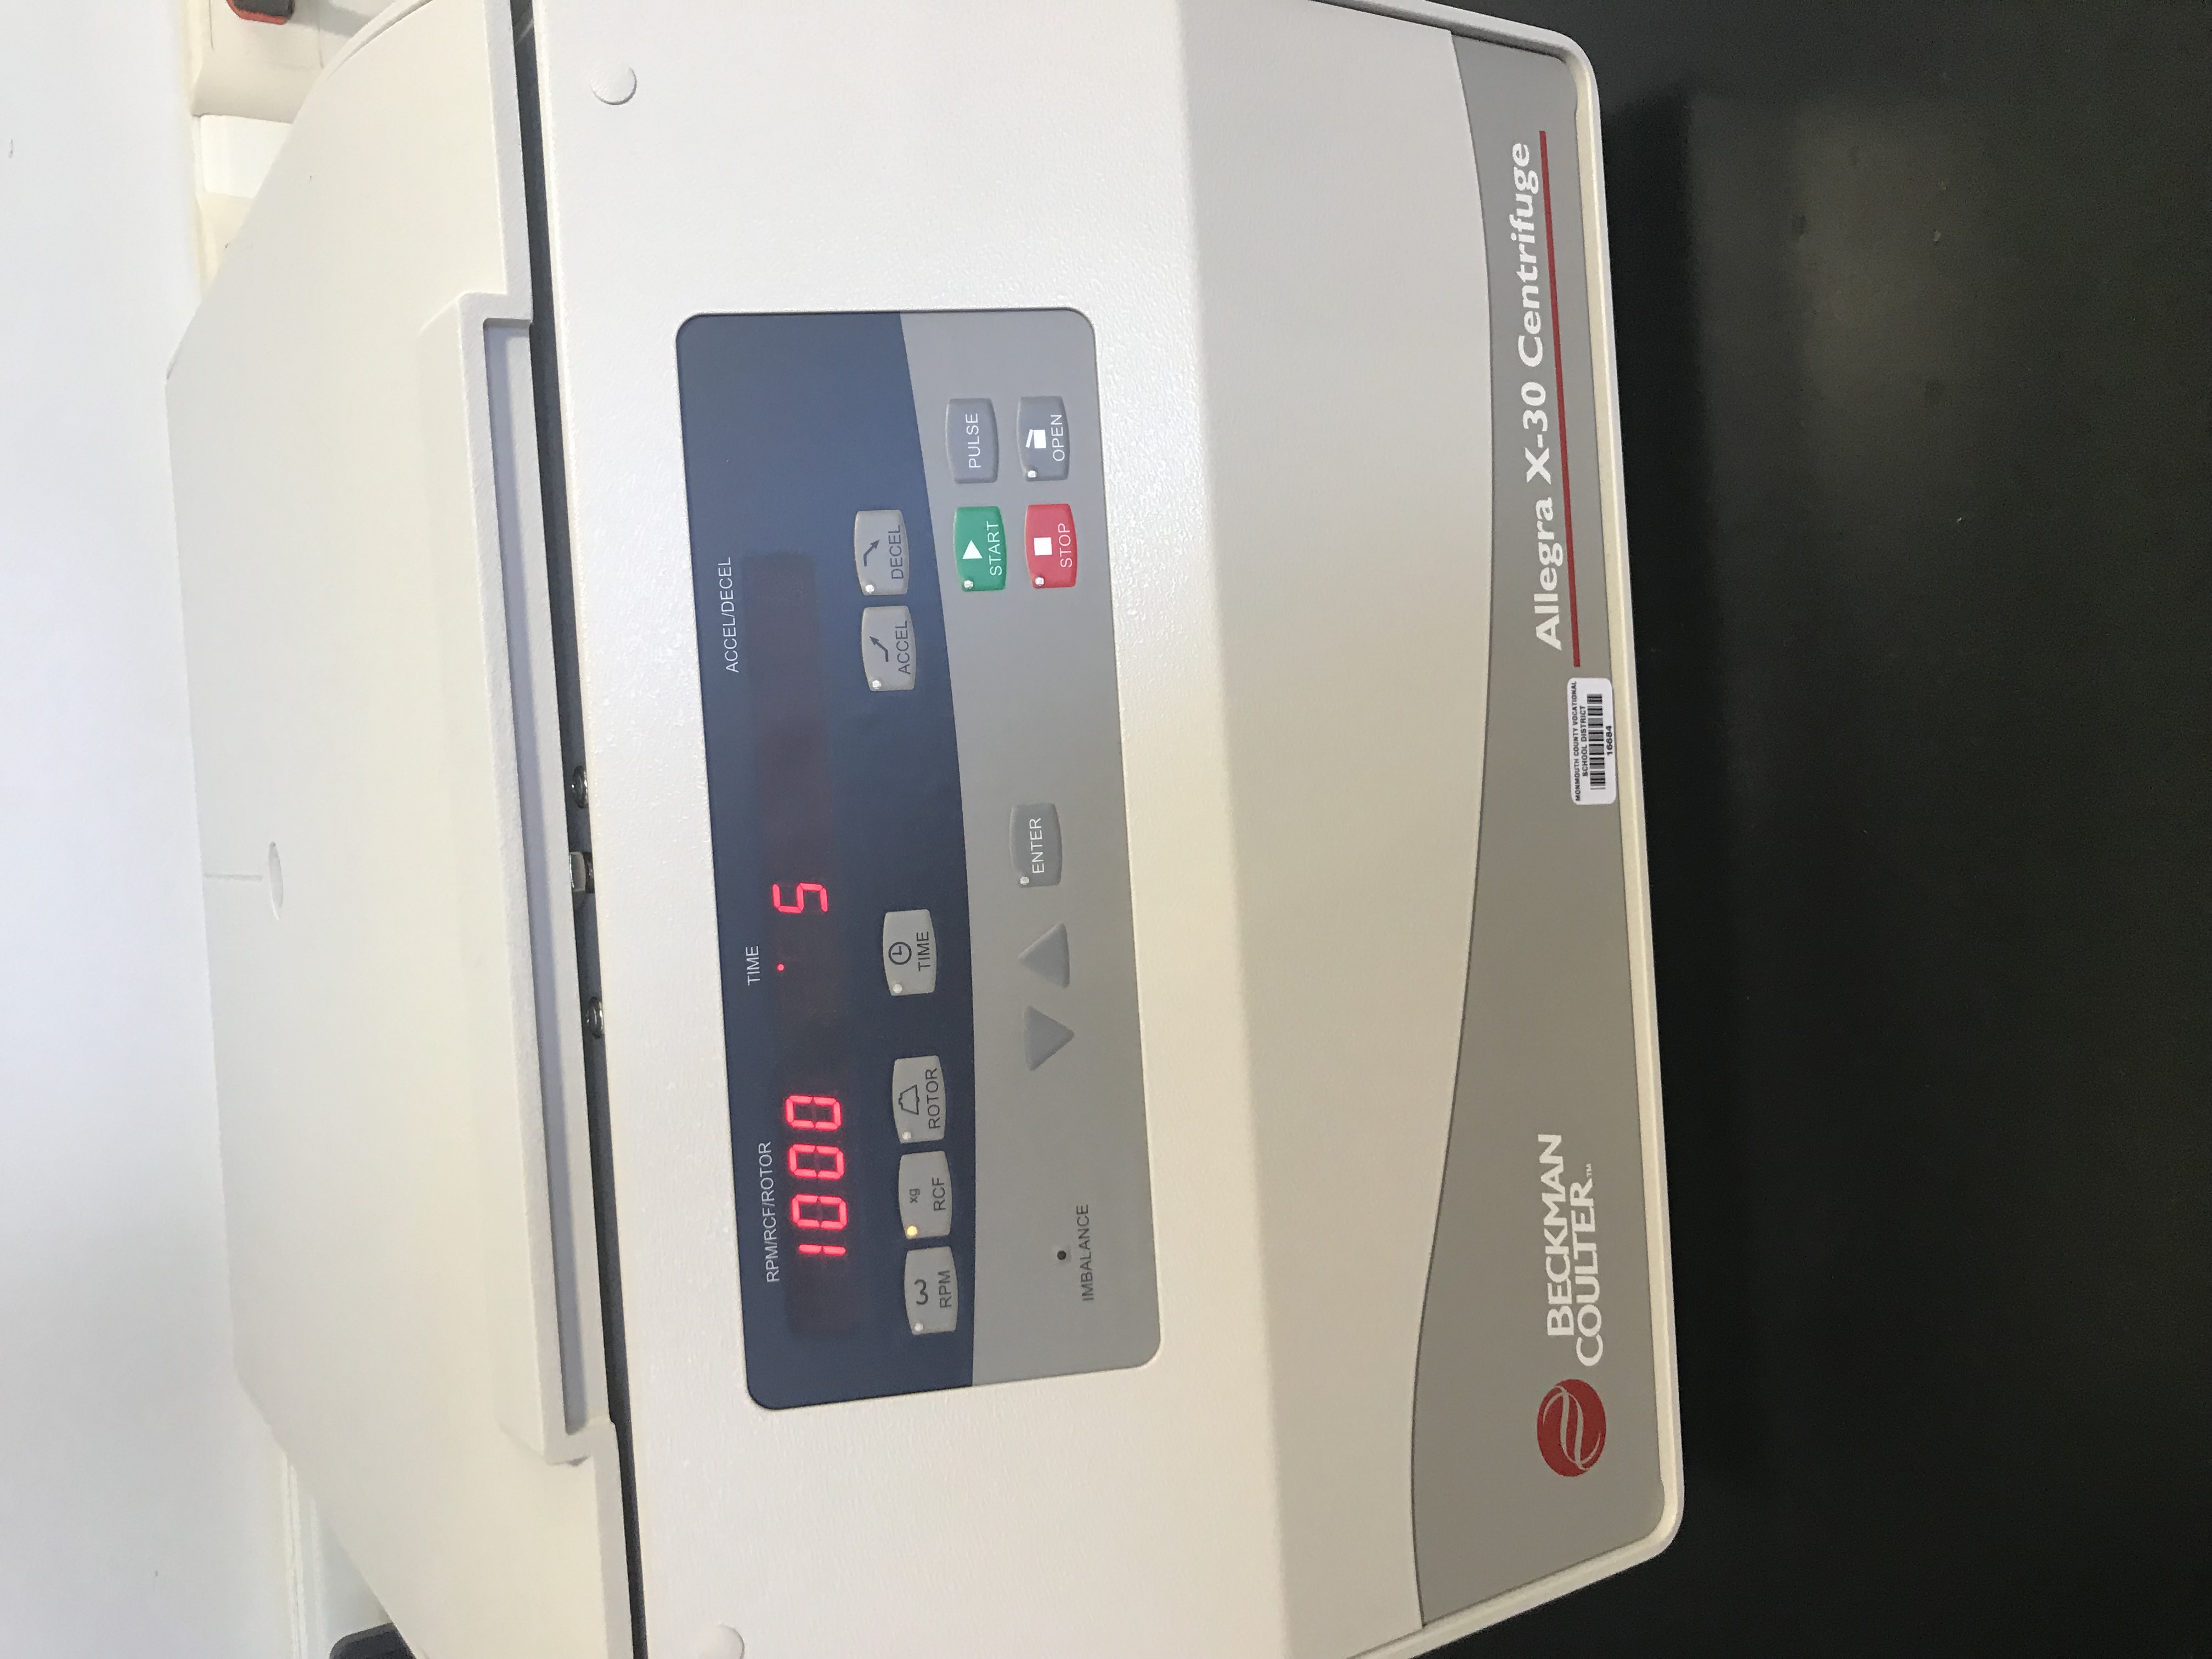 RPM/RCF/ROTOR
TIME
ACCEL/DECEL
1000
5
RPM
xg
RCF
ROTOR
TIME
ACCEL
DECEL
START
PULSE
ENTER
STOP
OPEN
IMBALANCE
BECKMAN
COULTER™
Allegra X-30 Centrifuge
MONMOUTH COUNTY VOCATIONAL
SCHOOL DISTRICT
16684